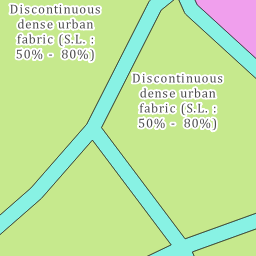 Discontinuous
dense urban
fabric (S.L. :
50% -  80%)
Discontinuous
dense urban
fabric (S.L. :
50% -  80%)